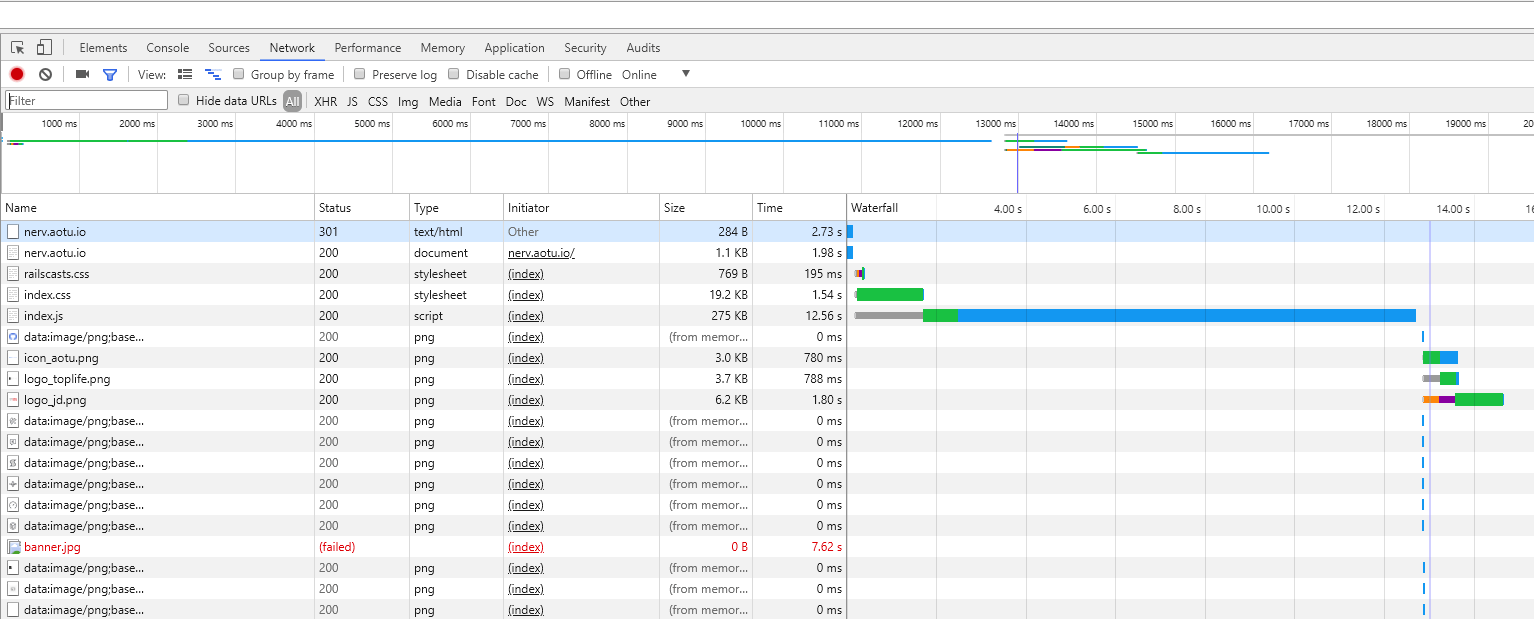 Elements Console Sources Network Performance Memory Application Security Audits
View: Group by frame Preserve log Disable cache Offline Online
Filter Hide data URLs All XHR JS CSS Img Media Font Doc WS Manifest Other
1000 ms 2000 ms 3000 ms 4000 ms 5000 ms 6000 ms 7000 ms 8000 ms 9000 ms 10000 ms 11000 ms 12000 ms 13000 ms 14000 ms 15000 ms 16000 ms 17000 ms 18000 ms 19000 ms 20
Name Status Type Initiator Size Time Waterfall 4.00 s 6.00 s 8.00 s 10.00 s 12.00 s 14.00 s 16
nerv.aotu.io 301 text/html Other 284 B 2.73 s
nerv.aotu.io 200 document nerv.aotu.io/ 1.1 KB 1.98 s
railscasts.css 200 stylesheet (index) 769 B 195 ms
index.css 200 stylesheet (index) 19.2 KB 1.54 s
index.js 200 script (index) 275 KB 12.56 s
data:image/png;base... 200 png (index) (from memor... 0 ms
icon_aotu.png 200 png (index) 3.0 KB 780 ms
logo_toplife.png 200 png (index) 3.7 KB 788 ms
logo_jd.png 200 png (index) 6.2 KB 1.80 s
data:image/png;base... 200 png (index) (from memor... 0 ms
data:image/png;base... 200 png (index) (from memor... 0 ms
data:image/png;base... 200 png (index) (from memor... 0 ms
data:image/png;base... 200 png (index) (from memor... 0 ms
data:image/png;base... 200 png (index) (from memor... 0 ms
data:image/png;base... 200 png (index) (from memor... 0 ms
banner.jpg (failed) (index) 0 B 7.62 s
data:image/png;base... 200 png (index) (from memor... 0 ms
data:image/png;base... 200 png (index) (from memor... 0 ms
data:image/png;base... 200 png (index) (from memor... 0 ms